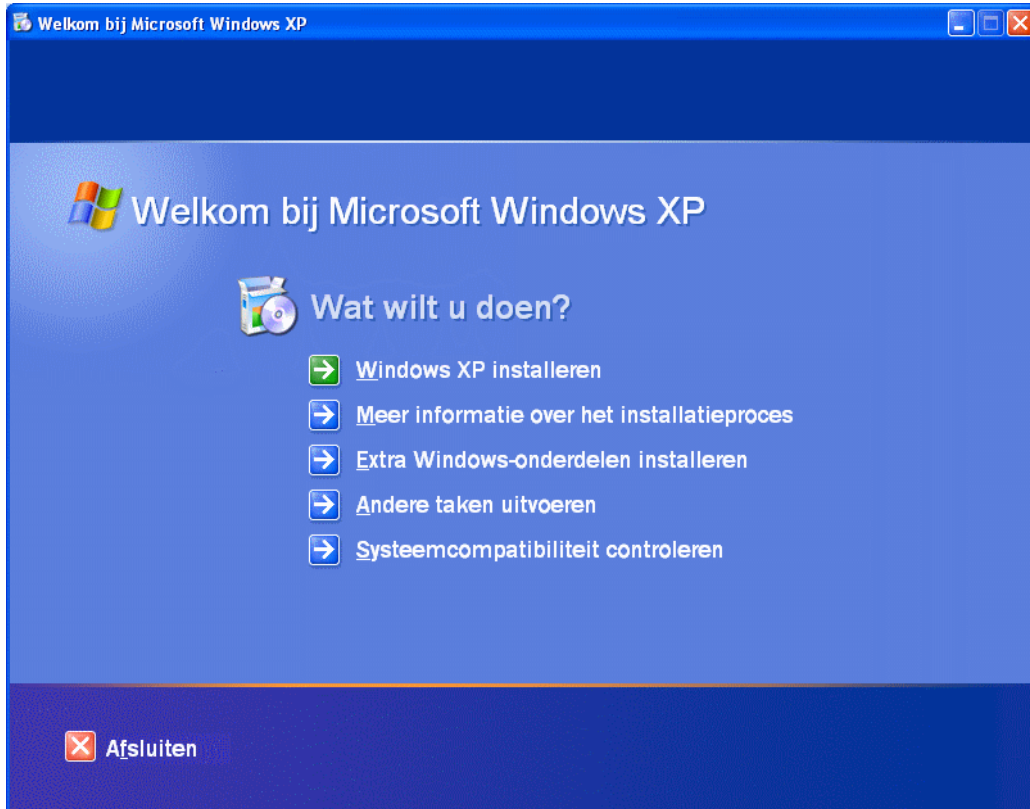 Welkom bij Microsoft Windows XP
Welkom bij Microsoft Windows XP
Wat wilt u doen?
Windows XP installeren
Meer informatie over het installatieproces
Extra Windows-onderdelen installeren
Andere taken uitvoeren
Systeemcompatibiliteit controleren
Afsluiten